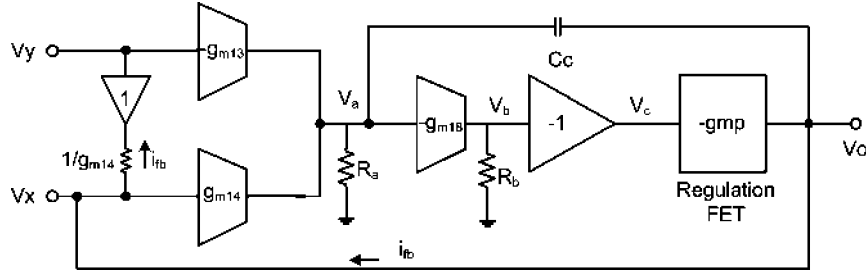 Vy
-gm13
Cc
1
Va
Vb
Vc
-gm18
-1
-gmp
1/gm14
ifb
Vo
Ra
Rb
Vx
gm14
Regulation
FET
ifb